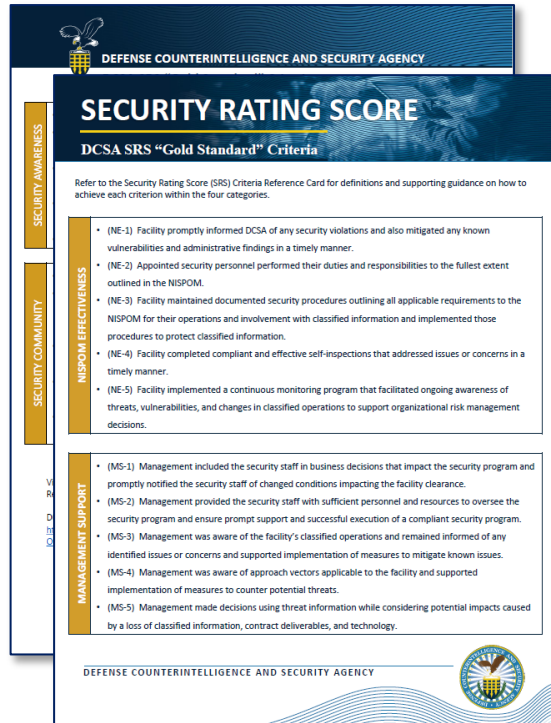 DEFENSE COUNTERINTELLIGENCE AND SECURITY AGENCY
SECURITY AWARENESS
SECURITY COMMUNITY
SECURITY RATING SCORE
DCSA SRS “Gold Standard” Criteria
Refer to the Security Rating Score (SRS) Criteria Reference Card for definitions and supporting guidance on how to
achieve each criterion within the four categories.
NISPOM EFFECTIVENESS
• (NE-1) Facility promptly informed DCSA of any security violations and also mitigated any known
vulnerabilities and administrative findings in a timely manner.
• (NE-2) Appointed security personnel performed their duties and responsibilities to the fullest extent
outlined in the NISPOM.
• (NE-3) Facility maintained documented security procedures outlining all applicable requirements to the
NISPOM for their operations and involvement with classified information and implemented those
procedures to protect classified information.
• (NE-4) Facility completed compliant and effective self-inspections that addressed issues or concerns in a
timely manner.
• (NE-5) Facility implemented a continuous monitoring program that facilitated ongoing awareness of
threats, vulnerabilities, and changes in classified operations to support organizational risk management
decisions.
MANAGEMENT SUPPORT
• (MS-1) Management included the security staff in business decisions that impact the security program and
promptly notified the security staff of changed conditions impacting the facility clearance.
• (MS-2) Management provided the security staff with sufficient personnel and resources to oversee the
security program and ensure prompt support and successful execution of a compliant security program.
• (MS-3) Management was aware of the facility’s classified operations and remained informed of any
identified issues or concerns and supported implementation of measures to mitigate known issues.
• (MS-4) Management was aware of approach vectors applicable to the facility and supported
implementation of measures to counter potential threats.
• (MS-5) Management made decisions using threat information while considering potential impacts caused
by a loss of classified information, contract deliverables, and technology.
DEFENSE COUNTERINTELLIGENCE AND SECURITY AGENCY